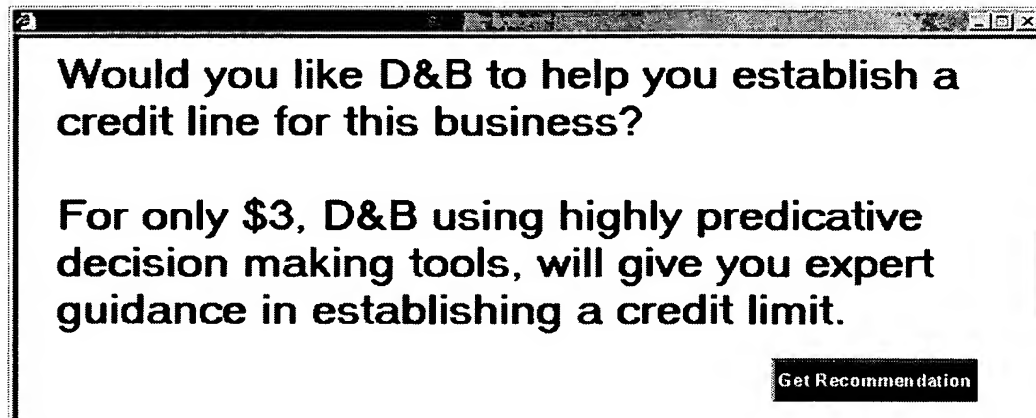 Would you like D&B to help you establish a
credit line for this business?
For only $3, D&B using highly predicative
decision making tools, will give you expert
guidance in establishing a credit limit.
Get Recommendation